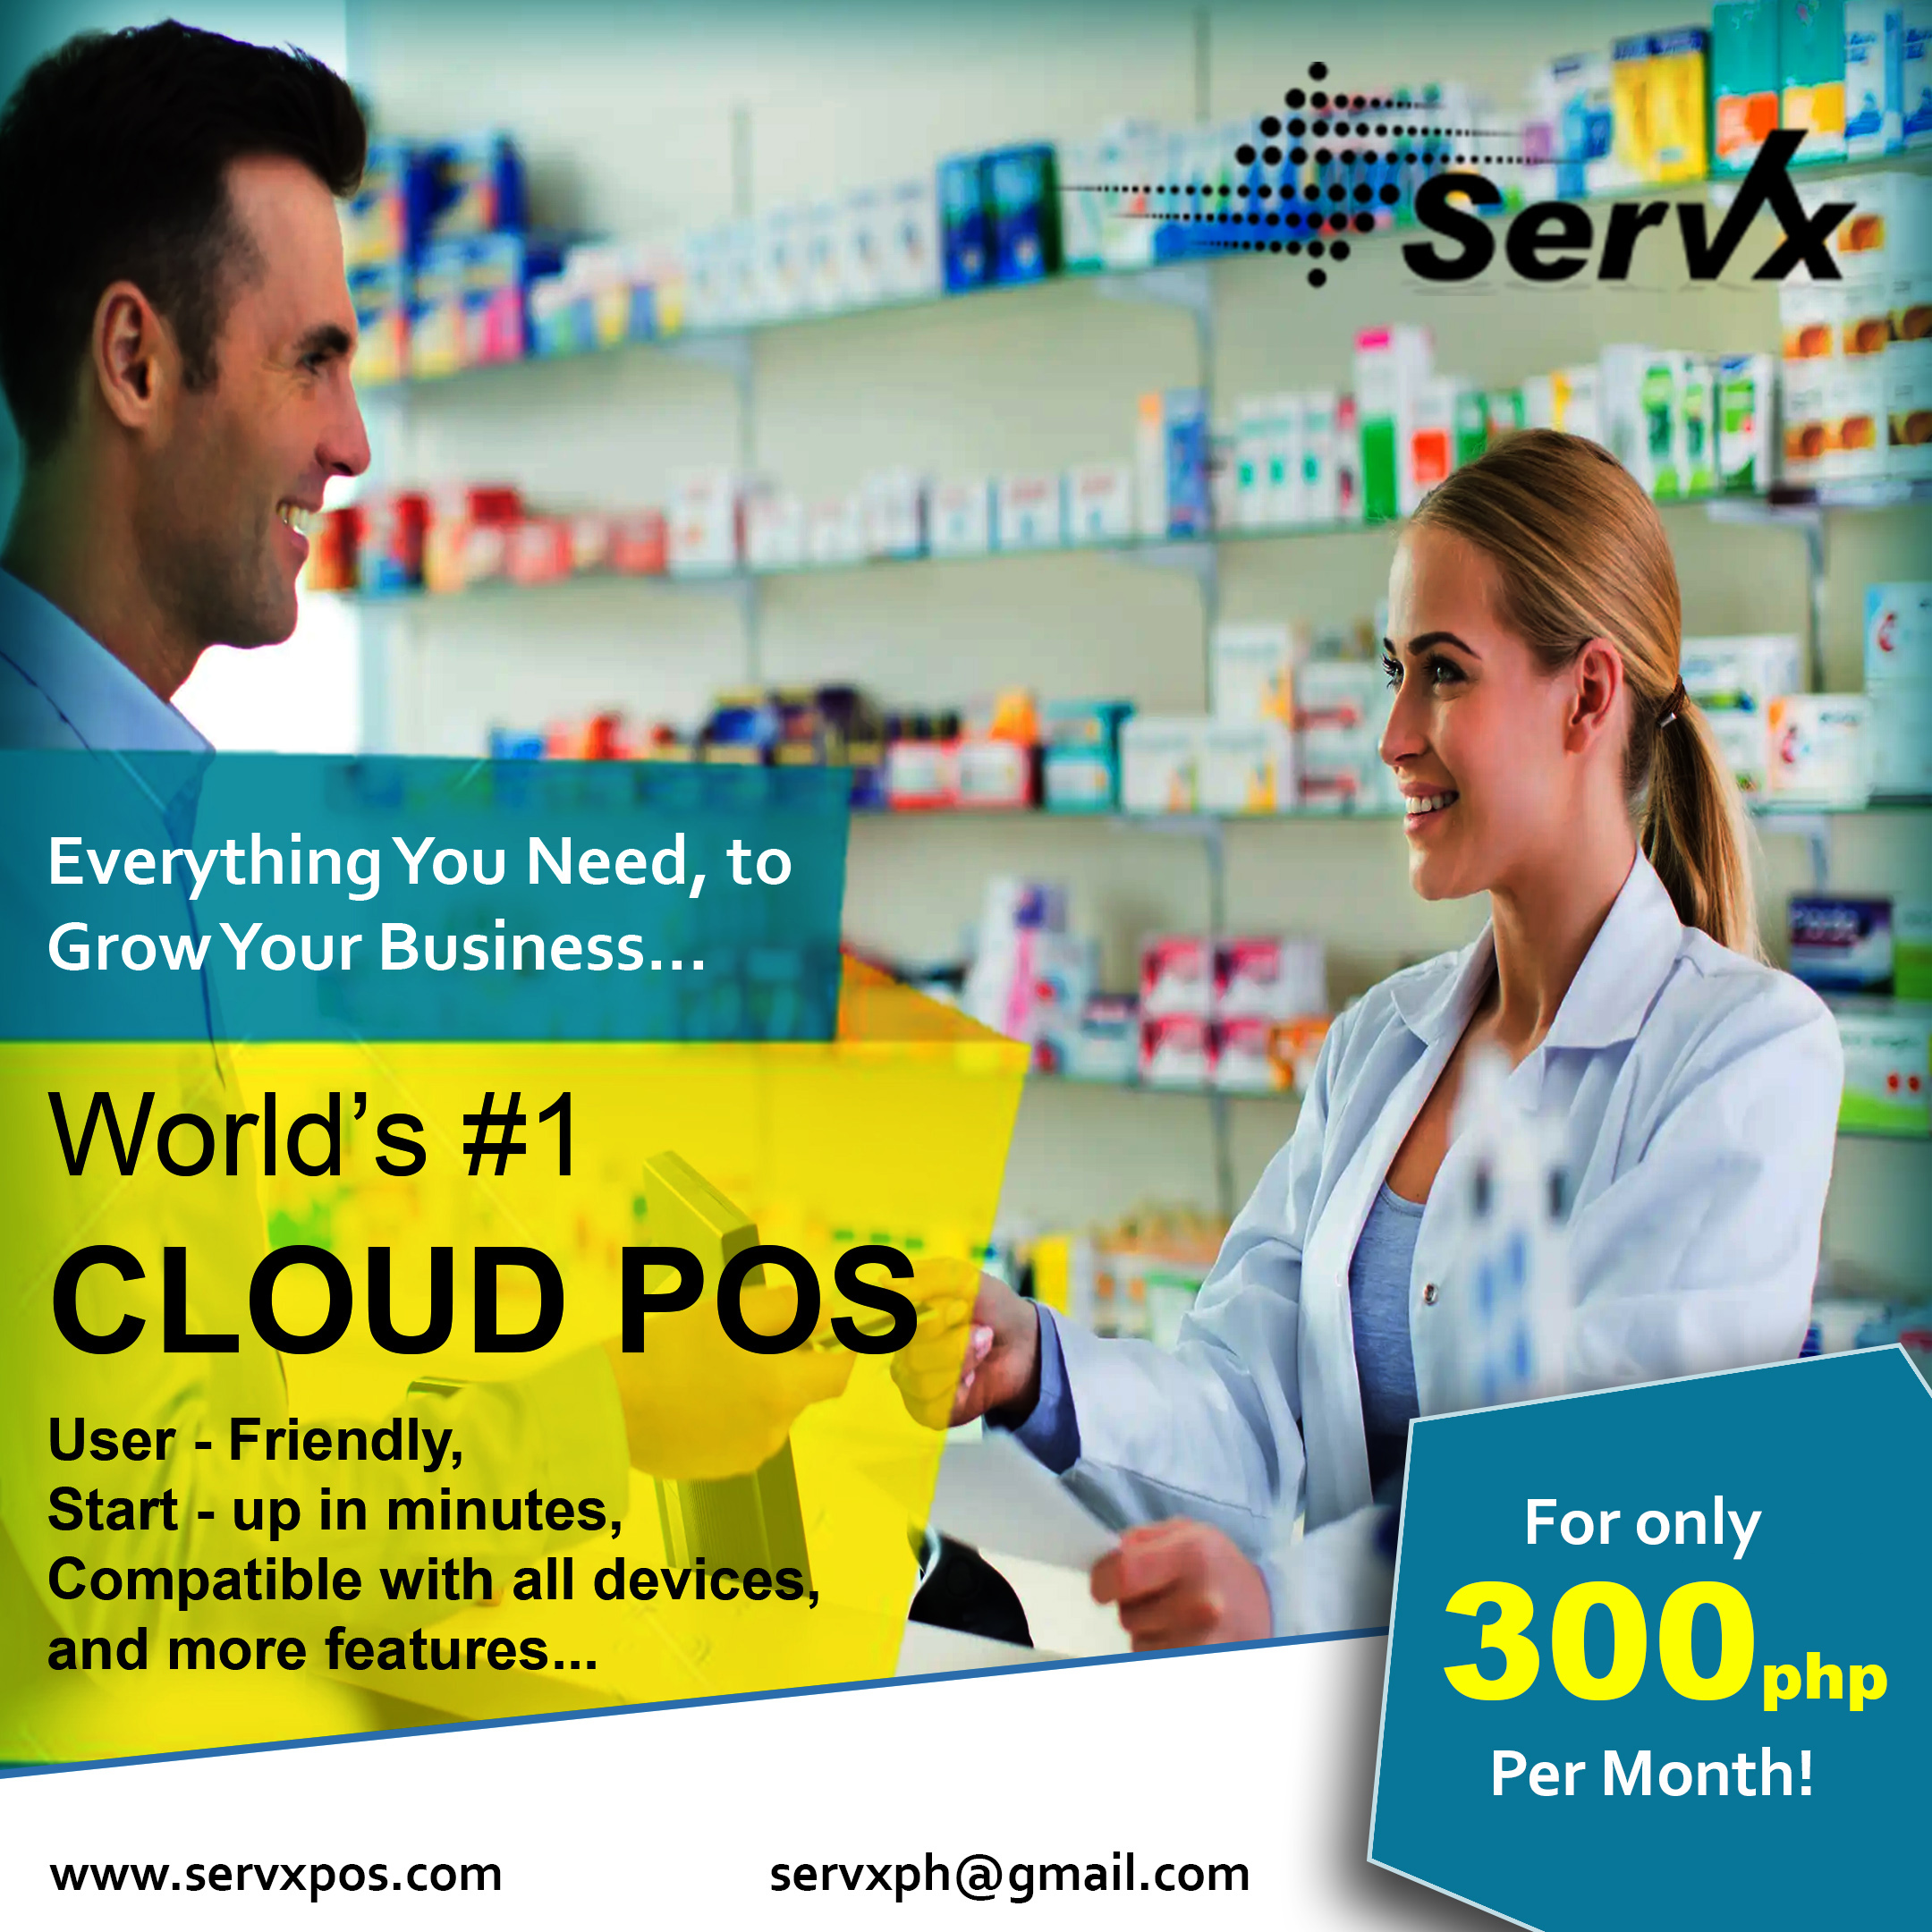 Servx
Everything You Need, to
Grow Your Business...
World's #1
CLOUD POS
User - Friendly,
Start - up in minutes,
Compatible with all devices,
and more features...
For only
300php
Per Month!
www.servxpos.com
servxph@gmail.com